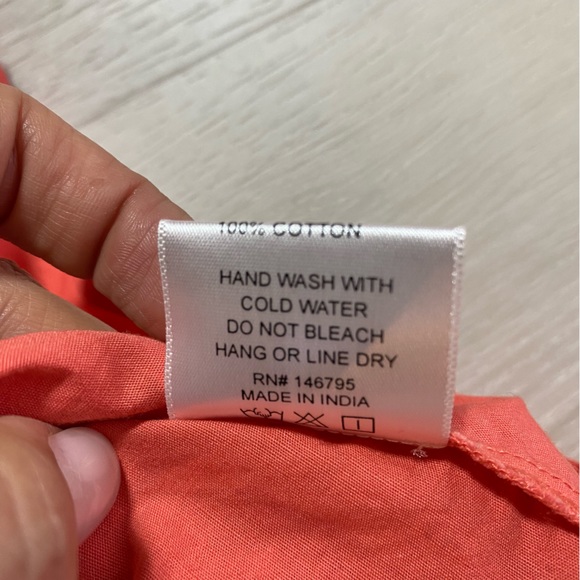 100% COTTON
HAND WASH WITH
COLD WATER
DO NOT BLEACH
HANG OR LINE DRY
RN# 146795
MADE IN INDIA